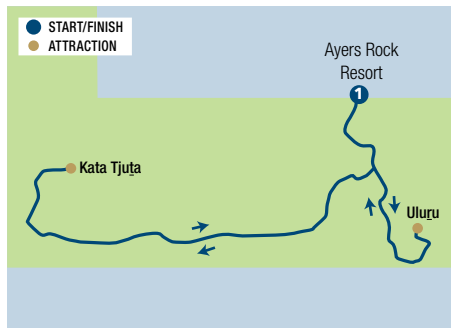 START/FINISH
ATTRACTION
Ayers Rock
Resort
1
Kata Tjuṯa
Uluṟu